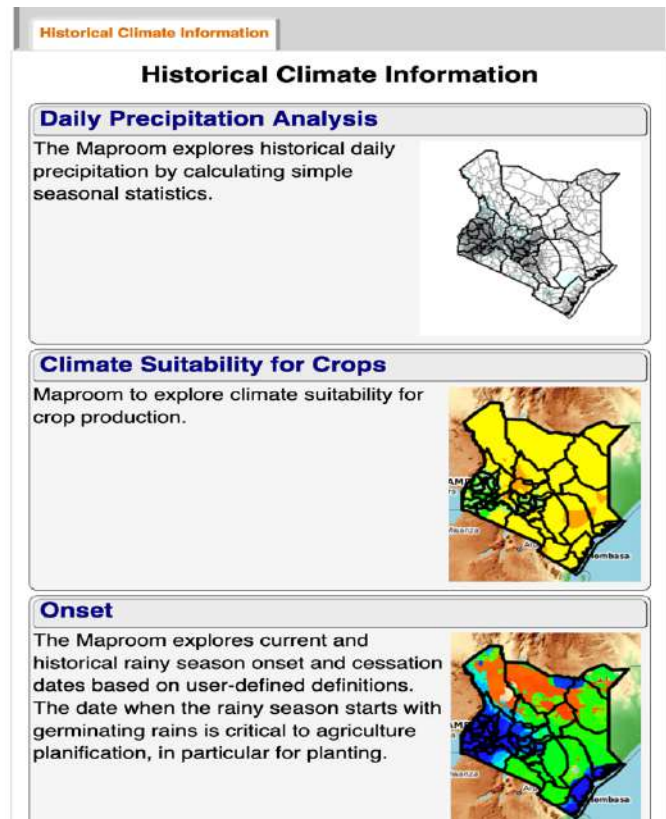 Historical Climate Information
Historical Climate Information
Daily Precipitation Analysis
The Maproom explores historical daily
precipitation by calculating simple
seasonal statistics.
Climate Suitability for Crops
Maproom to explore climate suitability for
crop production.
Onset
The Maproom explores current and
historical rainy season onset and cessation
dates based on user-defined definitions.
The date when the rainy season starts with
germinating rains is critical to agriculture
planification, in particular for planting.